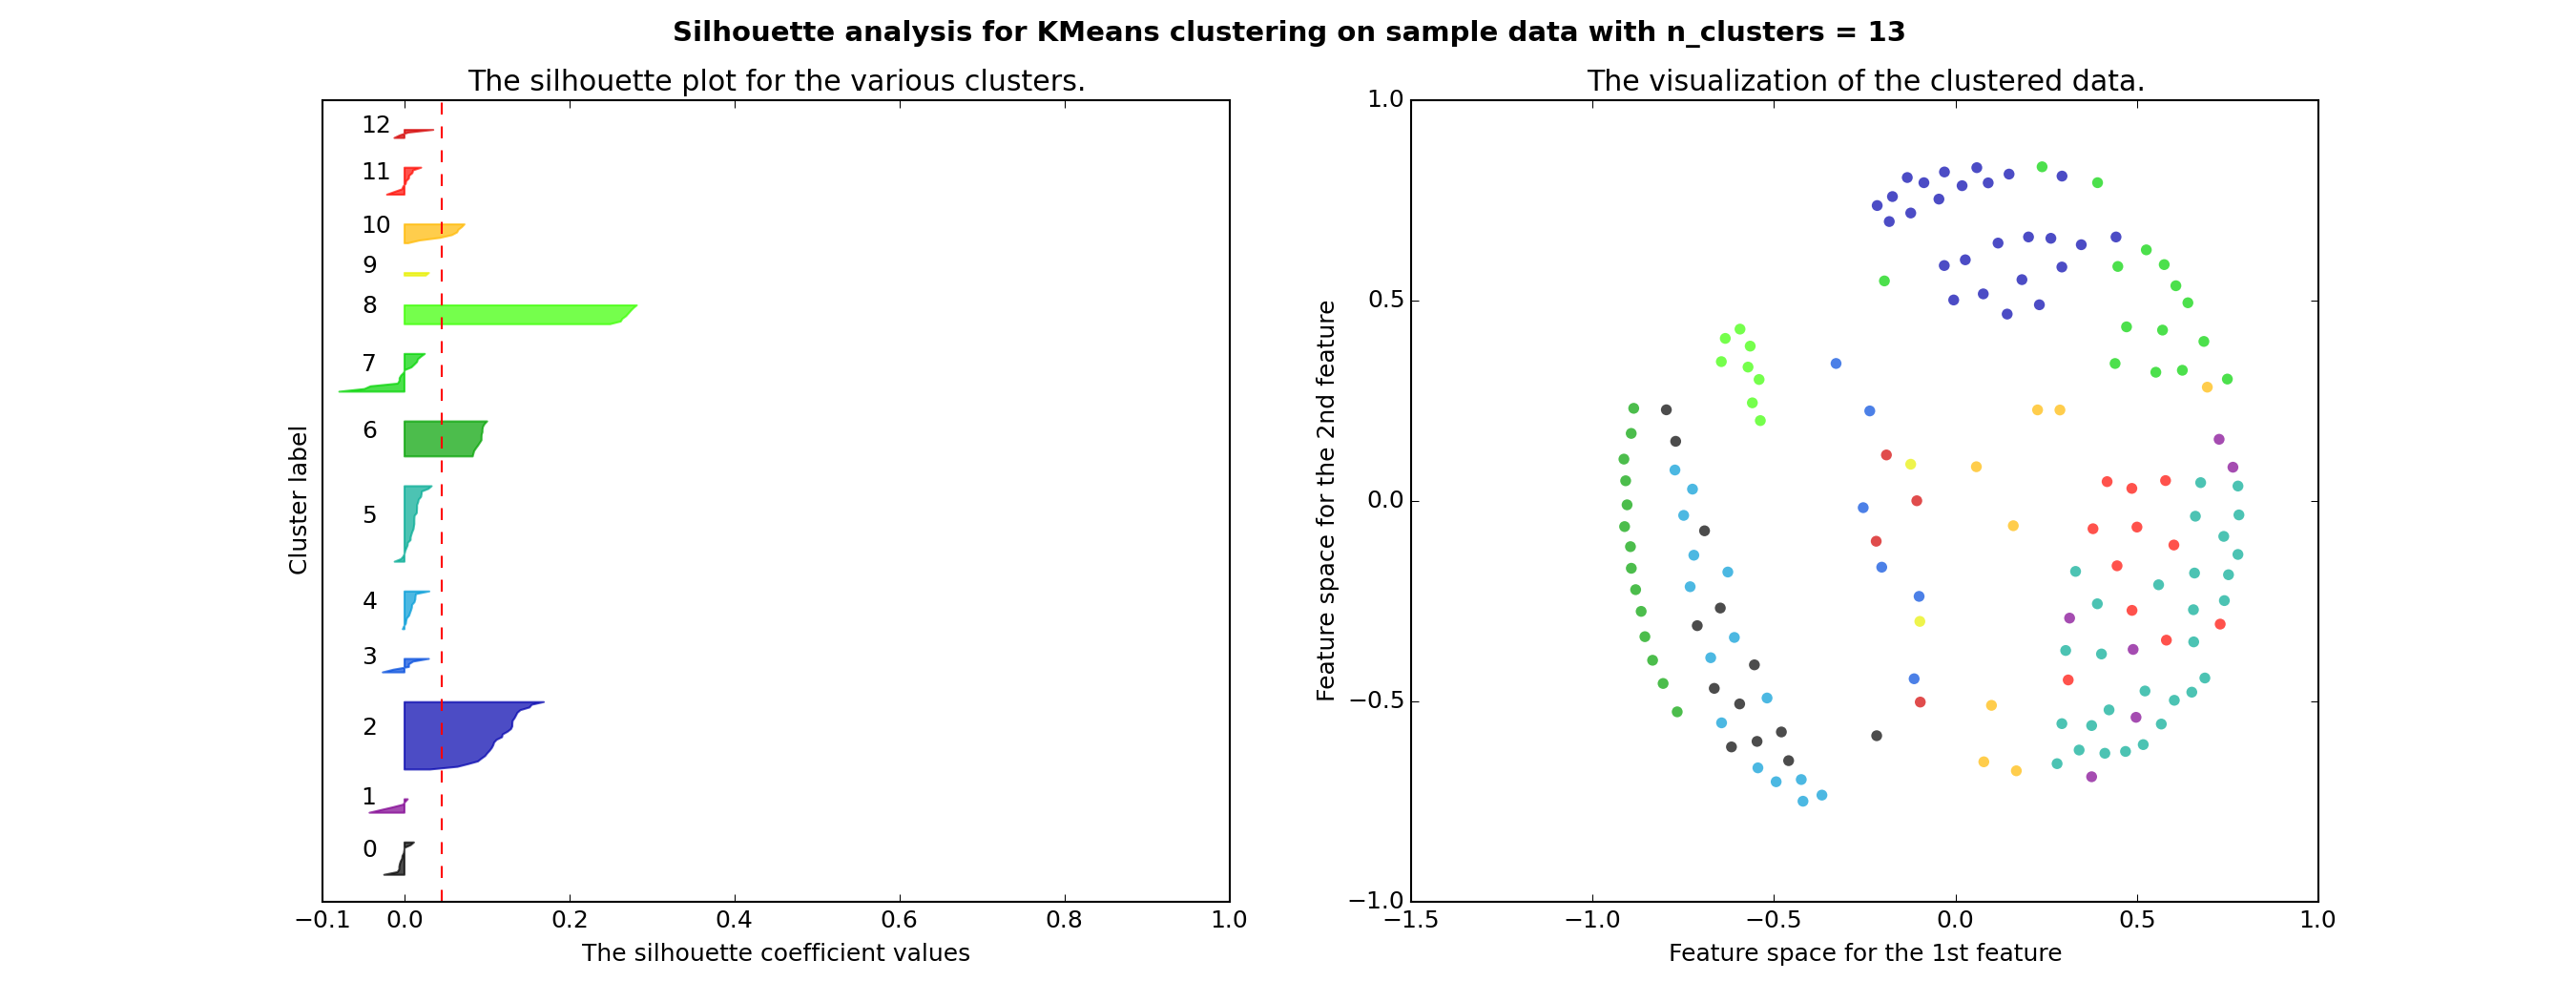 Silhouette analysis for KMeans clustering on sample data with n_clusters = 13
The silhouette plot for the various clusters.
12
11
10
9
8
7
6
5
4
3
2
1
0
Cluster label
−0.1 0.0 0.2 0.4 0.6 0.8 1.0
The silhouette coefficient values
The visualization of the clustered data.
1.0
0.5
0.0
−0.5
−1.0
Feature space for the 2nd feature
−1.5 −1.0 −0.5 0.0 0.5 1.0
Feature space for the 1st feature